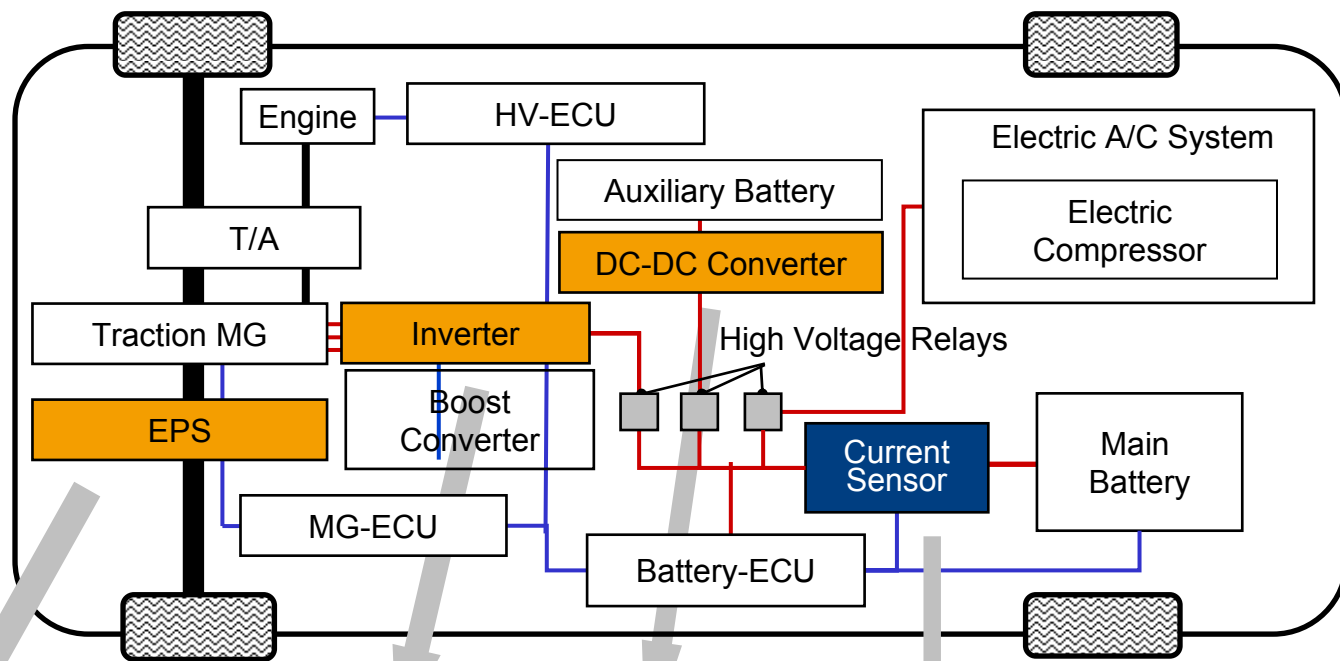 Engine
HV-ECU
Electric A/C System
Auxiliary Battery
Electric
Compressor
T/A
DC-DC Converter
Traction MG
Inverter
High Voltage Relays
Boost
Converter
EPS
Current
Sensor
Main
Battery
MG-ECU
Battery-ECU